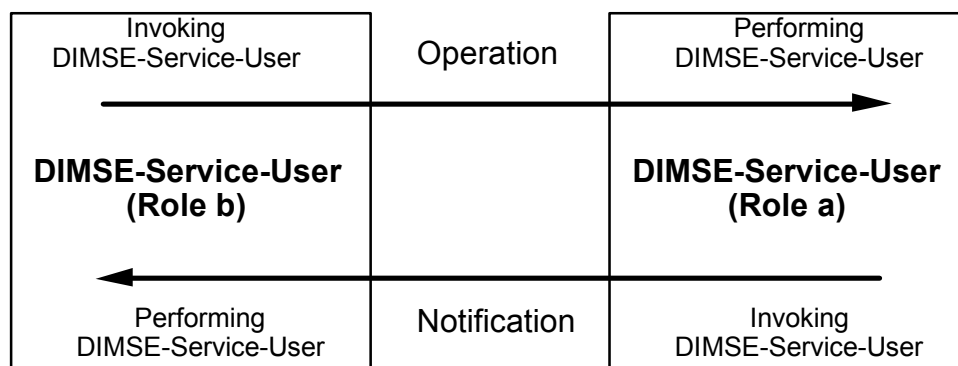 Invoking
DIMSE-Service-User
Operation
Performing
DIMSE-Service-User
DIMSE-Service-User
(Role b)
DIMSE-Service-User
(Role a)
Performing
DIMSE-Service-User
Notification
Invoking
DIMSE-Service-User